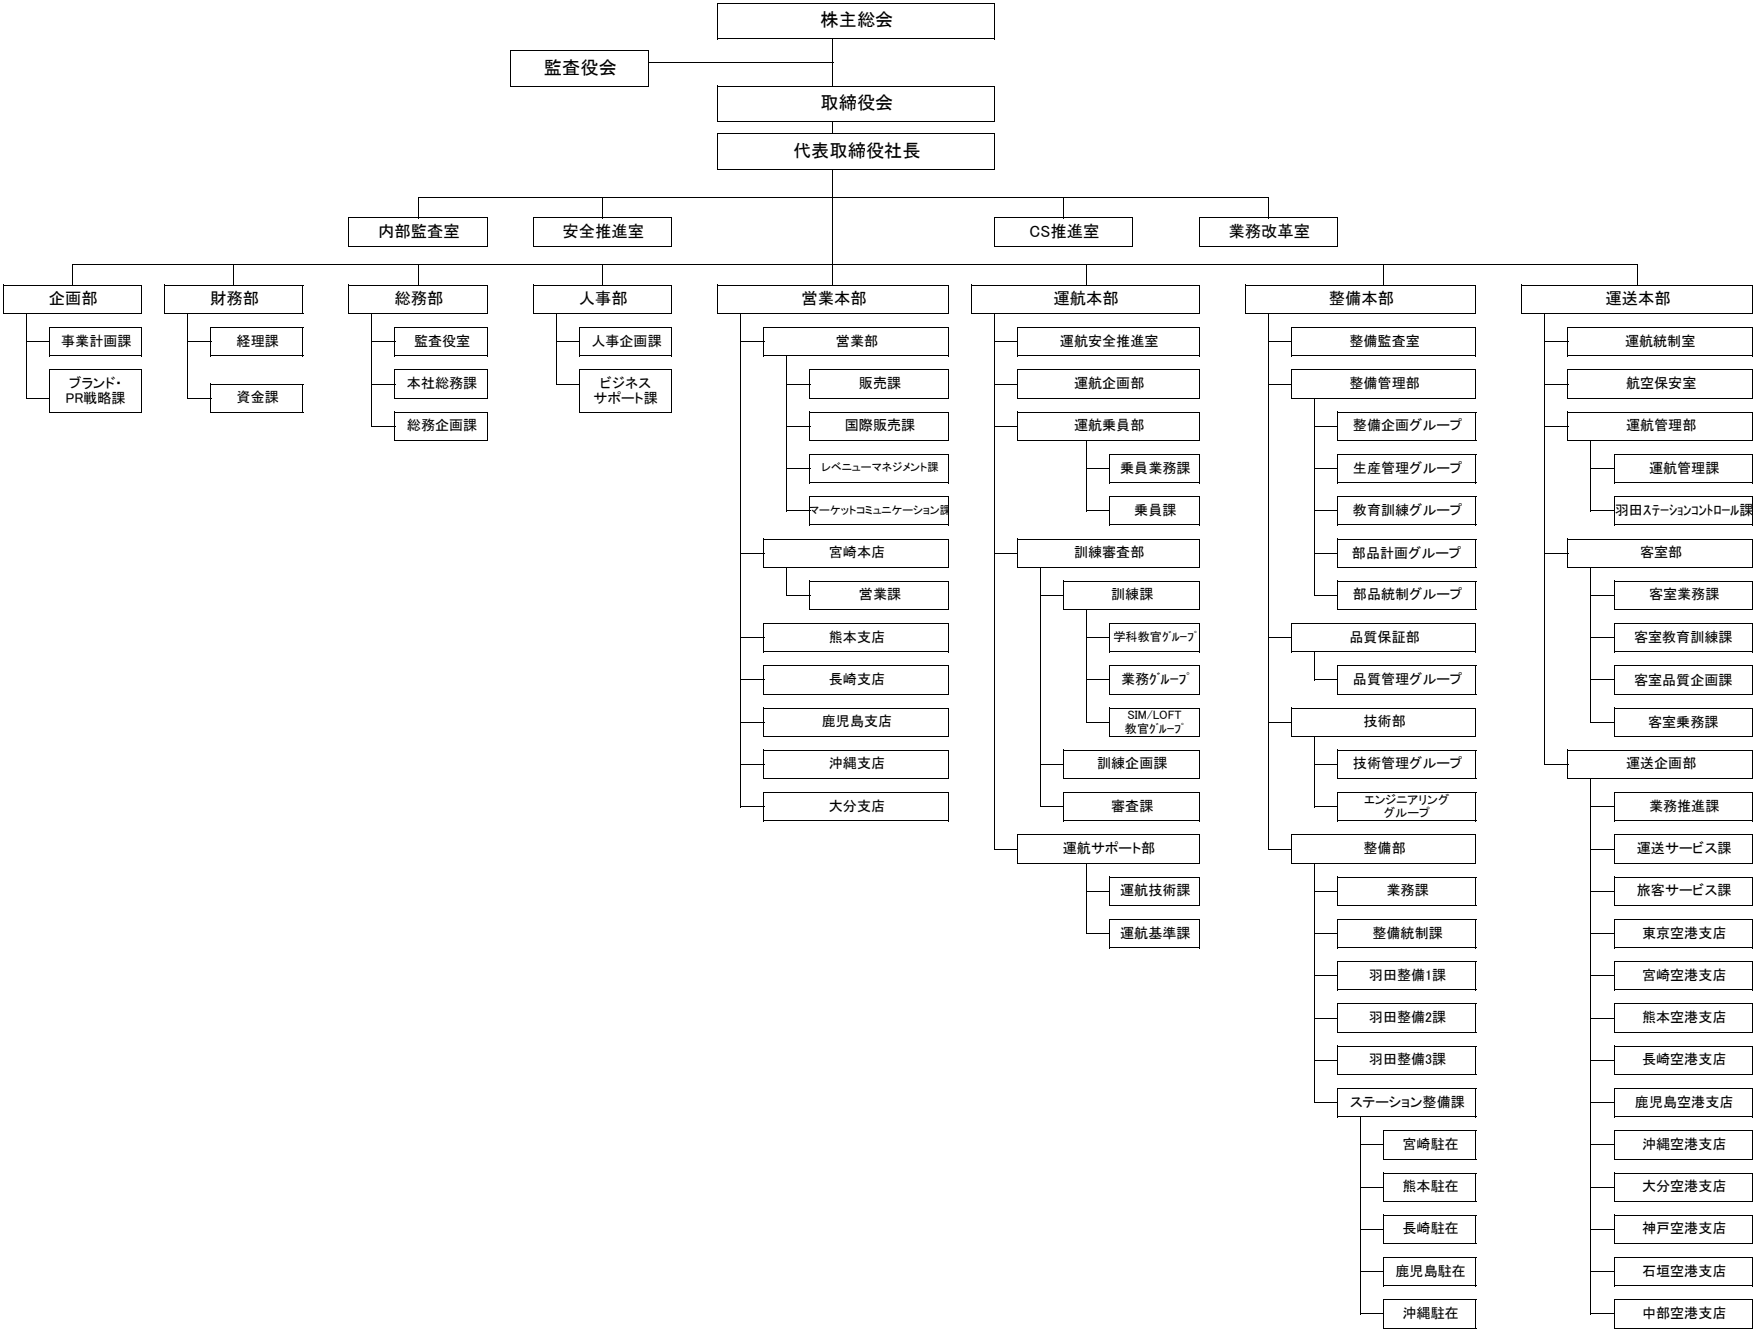 株主総会
監査役会
取締役会
代表取締役社長
内部監査室
安全推進室
CS推進室
業務改革室
企画部
事業計画課
ブランド・
PR戦略課
財務部
経理課
資金課
総務部
監査役室
本社総務課
総務企画課
人事部
人事企画課
ビジネス
サポート課
営業本部
営業部
販売課
国際販売課
レベニューマネジメント課
マーケットコミュニケーション課
宮崎本店
営業課
熊本支店
長崎支店
鹿児島支店
沖縄支店
大分支店
運航本部
運航安全推進室
運航企画部
運航乗員部
乗員業務課
乗員課
訓練審査部
訓練課
学科教官グループ
業務グループ
SIM/LOFT
教官グループ
訓練企画課
審査課
運航サポート部
運航技術課
運航基準課
整備本部
整備監査室
整備管理部
整備企画グループ
生産管理グループ
教育訓練グループ
部品計画グループ
部品統制グループ
品質保証部
品質管理グループ
技術部
技術管理グループ
エンジニアリング
グループ
整備部
業務課
整備統制課
羽田整備1課
羽田整備2課
羽田整備3課
ステーション整備課
宮崎駐在
熊本駐在
長崎駐在
鹿児島駐在
沖縄駐在
運送本部
運航統制室
航空保安室
運航管理部
運航管理課
羽田ステーションコントロール課
客室部
客室業務課
客室教育訓練課
客室品質企画課
客室乗務課
運送企画部
業務推進課
運送サービス課
旅客サービス課
東京空港支店
宮崎空港支店
熊本空港支店
長崎空港支店
鹿児島空港支店
沖縄空港支店
大分空港支店
神戸空港支店
石垣空港支店
中部空港支店